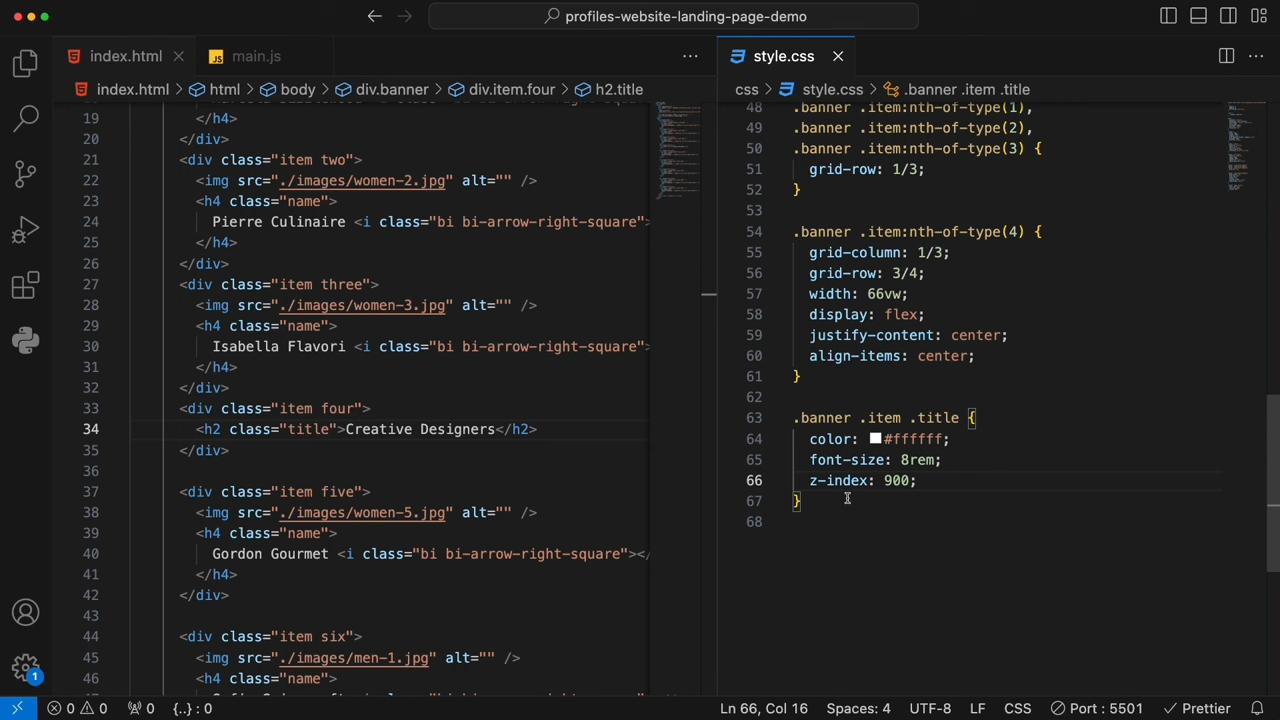 profiles-website-landing-page-demo
index.html
main.js
style.css
index.html > html > body > div.banner > div.item.four > h2.title
css > style.css > .banner .item .title
19 </h4>
20 </div>
21 <div class="item two">
22 <img src="./images/women-2.jpg" alt="" />
23 <h4 class="name">
24 Pierre Culinaire <i class="bi bi-arrow-right-square">
25 </h4>
26 </div>
27 <div class="item three">
28 <img src="./images/women-3.jpg" alt="" />
29 <h4 class="name">
30 Isabella Flavori <i class="bi bi-arrow-right-square">
31 </h4>
32 </div>
33 <div class="item four">
34 <h2 class="title">Creative Designers</h2>
35 </div>
36
37 <div class="item five">
38 <img src="./images/women-5.jpg" alt="" />
39 <h4 class="name">
40 Gordon Gourmet <i class="bi bi-arrow-right-square"></
41 </h4>
42 </div>
43
44 <div class="item six">
45 <img src="./images/men-1.jpg" alt="" />
46 <h4 class="name">
48 .banner .item:nth-of-type(1),
49 .banner .item:nth-of-type(2),
50 .banner .item:nth-of-type(3) {
51 grid-row: 1/3;
52 }
53
54 .banner .item:nth-of-type(4) {
55 grid-column: 1/3;
56 grid-row: 3/4;
57 width: 66vw;
58 display: flex;
59 justify-content: center;
60 align-items: center;
61 }
62
63 .banner .item .title {
64 color: #ffffff;
65 font-size: 8rem;
66 z-index: 900;
67 }
68
1
0 0 0 {..} : 0 Ln 66, Col 16 Spaces: 4 UTF-8 LF CSS Port : 5501 Prettier